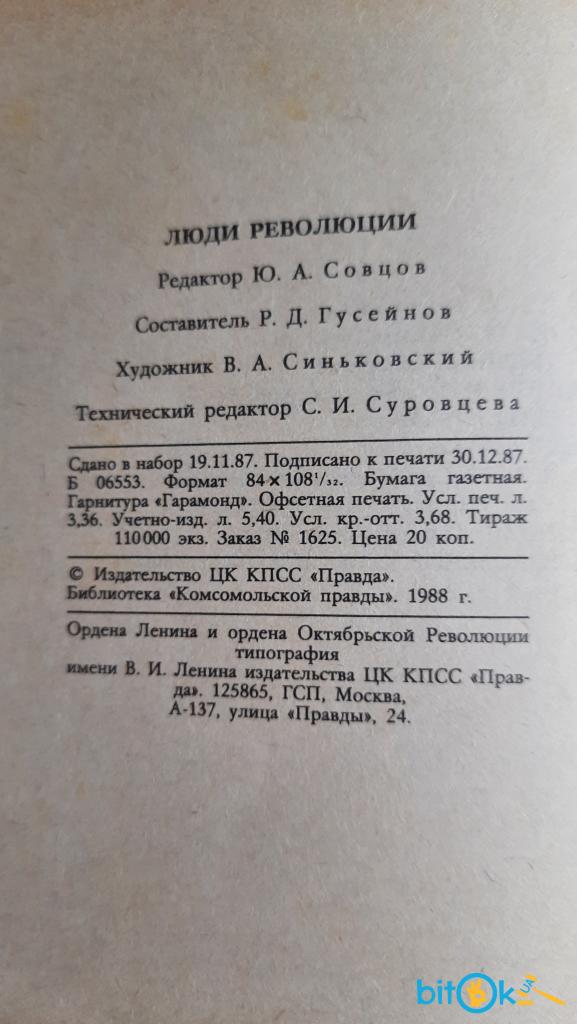 ЛЮДИ РЕВОЛЮЦИИ
Редактор Ю. А. Совцов
Составитель Р. Д. Гусейнов
Художник В. А. Синьковский
Технический редактор С. И. Суровцева
Сдано в набор 19.11.87. Подписано к печати 30.12.87.
Б 06553. Формат 84×108¹/₃₂. Бумага газетная.
Гарнитура «Гарамонд». Офсетная печать. Усл. печ. л.
3,36. Учетно-изд. л. 5,40. Усл. кр.-отт. 3,68. Тираж
110 000 экз. Заказ № 1625. Цена 20 коп.
© Издательство ЦК КПСС «Правда».
Библиотека «Комсомольской правды». 1988 г.
Ордена Ленина и ордена Октябрьской Революции
типография
имени В. И. Ленина издательства ЦК КПСС «Прав-
да». 125865, ГСП, Москва,
А-137, улица «Правды», 24.
bitOk UA